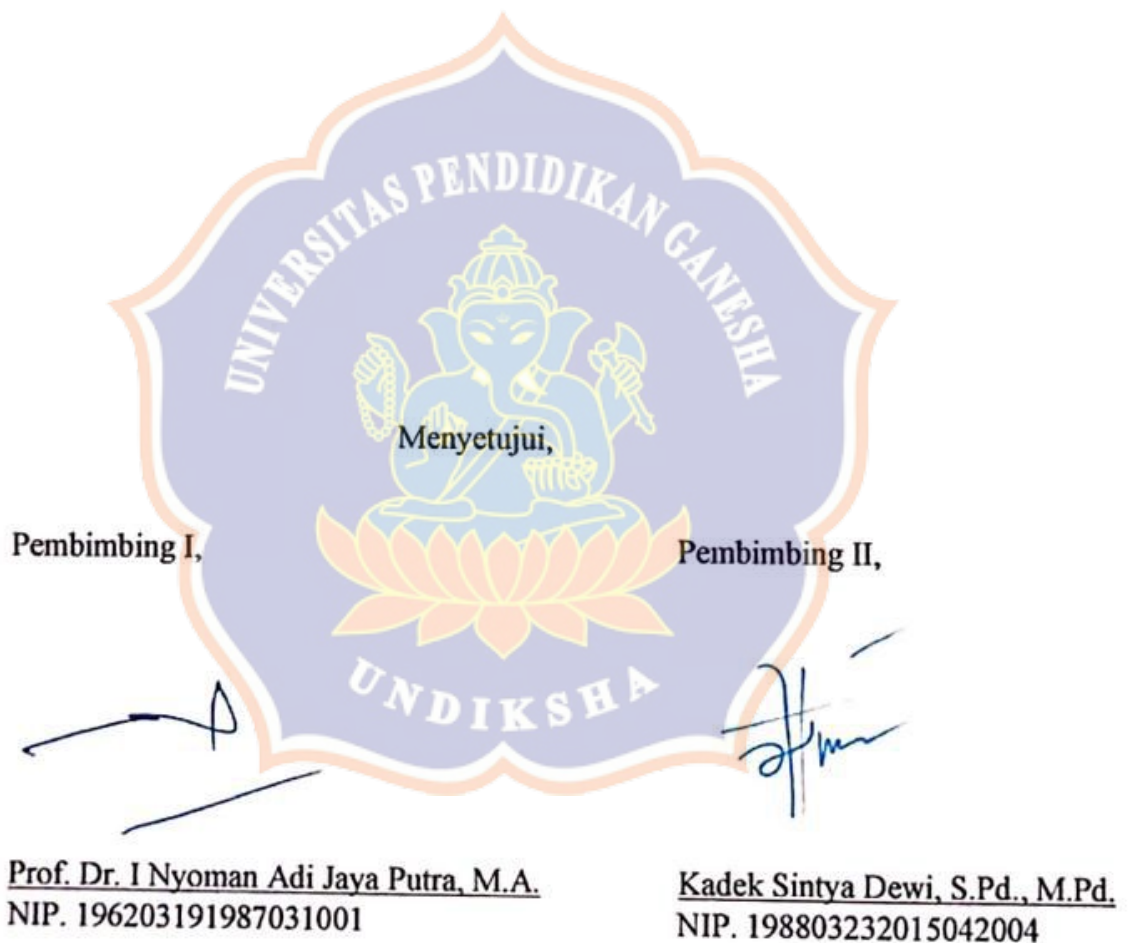 UNIVERSITAS PENDIDIKAN GANESHA
Menyetujui,
Pembimbing I,
Pembimbing II,
UNDIKSHA
Prof. Dr. I Nyoman Adi Jaya Putra, M.A.
NIP. 196203191987031001
Kadek Sintya Dewi, S.Pd., M.Pd.
NIP. 198803232015042004